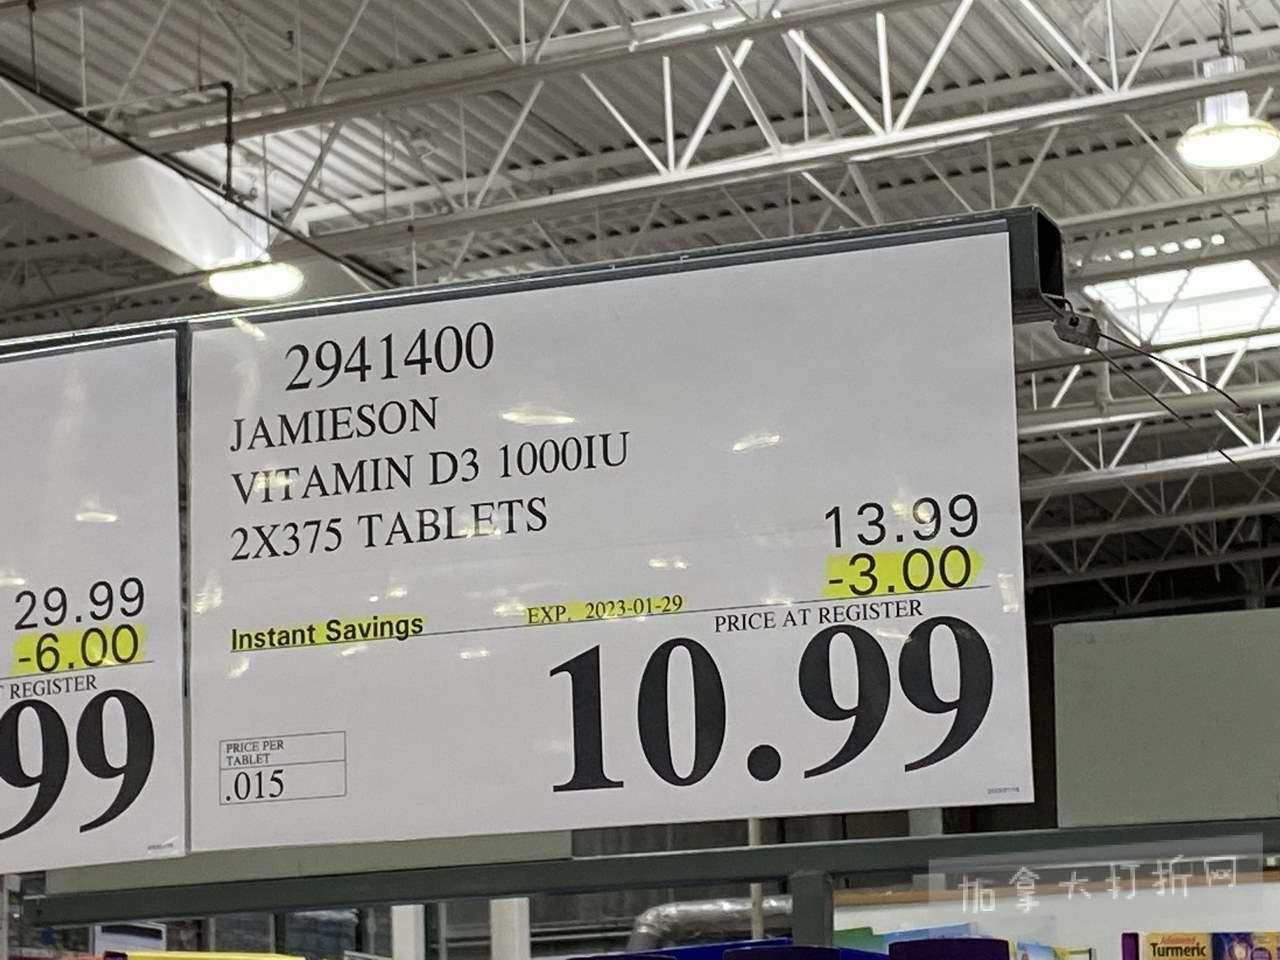 29.99
-6.00
REGISTER
99
2941400
JAMIESON
VITAMIN D3 1000IU
2X375 TABLETS
13.99
-3.00
Instant Savings EXP. 2023-01-29
PRICE AT REGISTER
10.99
PRICE PER
TABLET
.015
加拿大打折网
Turmeric